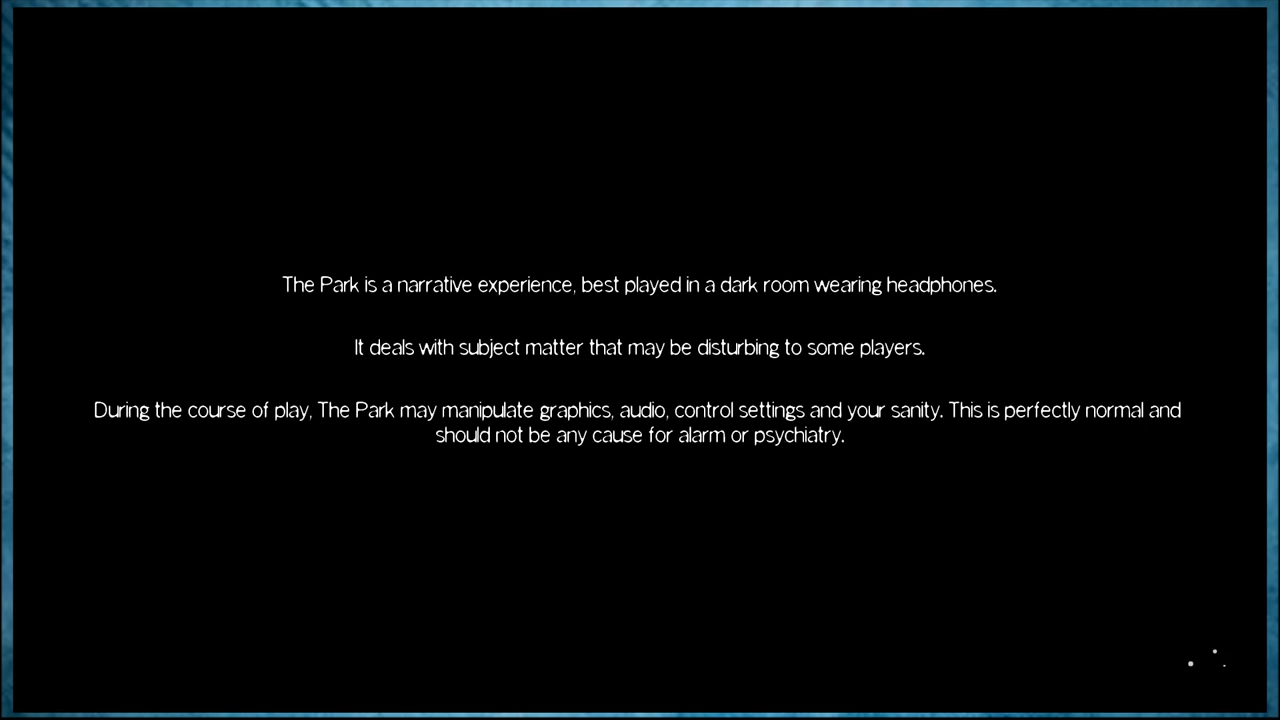 The Park is a narrative experience, best played in a dark room wearing headphones.
It deals with subject matter that may be disturbing to some players.
During the course of play, The Park may manipulate graphics, audio, control settings and your sanity. This is perfectly normal and
should not be any cause for alarm or psychiatry.